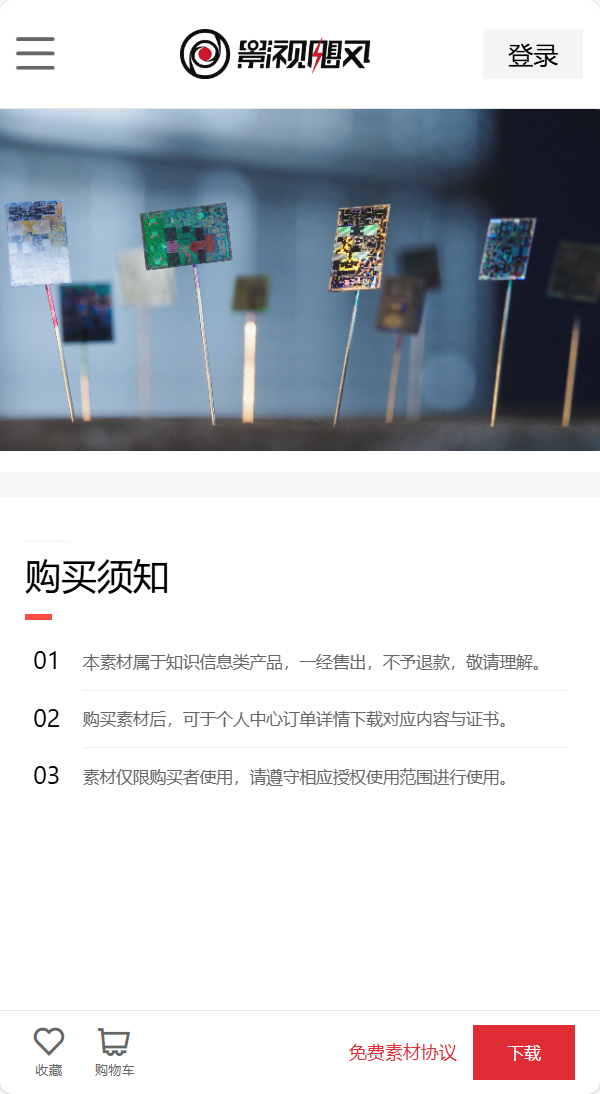 影视飓风
登录
购买须知
01 本素材属于知识信息类产品，一经售出，不予退款，敬请理解。
02 购买素材后，可于个人中心订单详情下载对应内容与证书。
03 素材仅限购买者使用，请遵守相应授权使用范围进行使用。
收藏
购物车
免费素材协议
下载